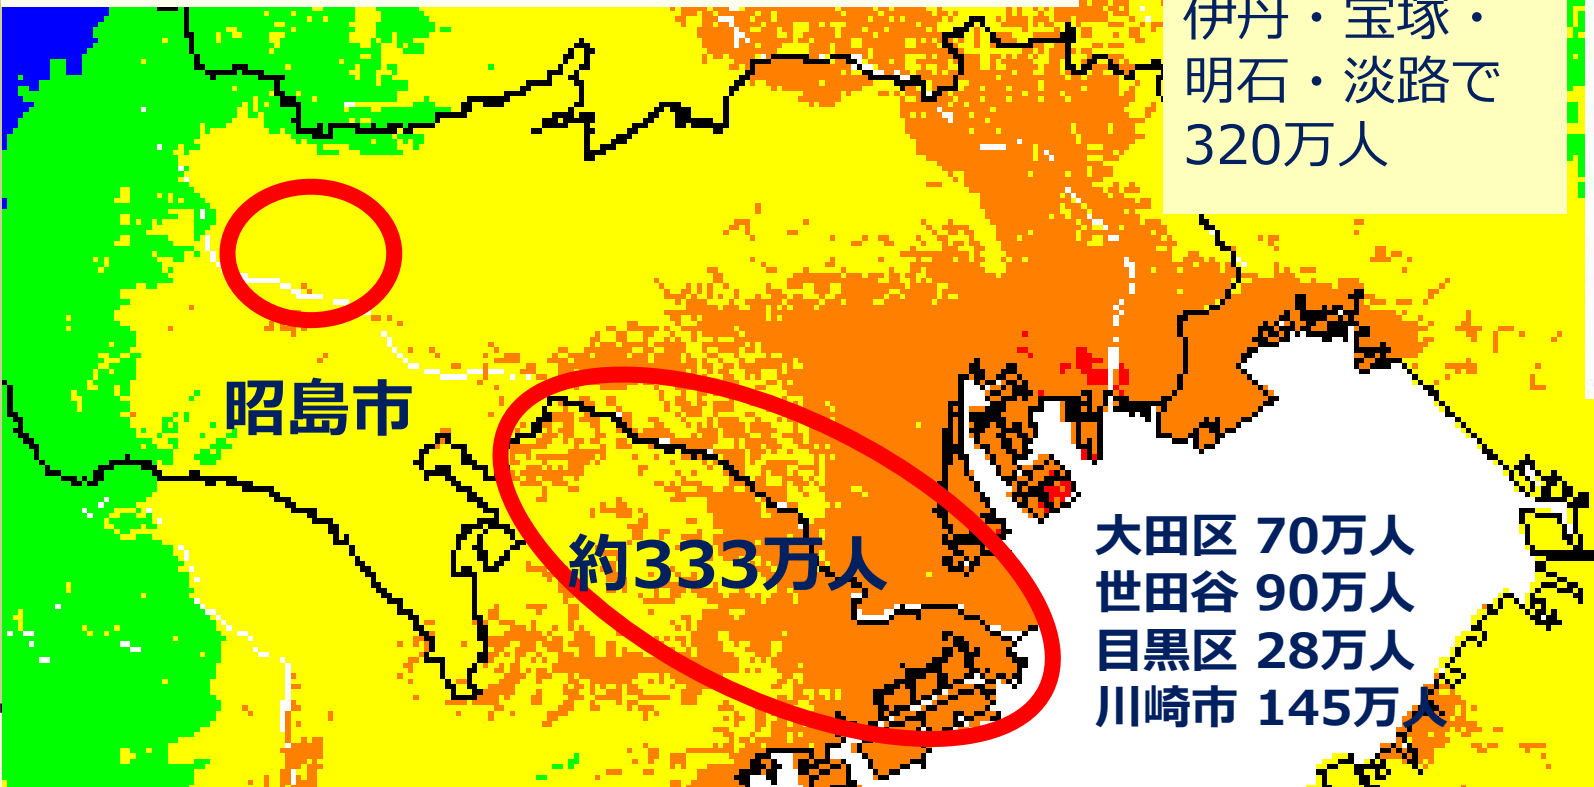 伊丹・宝塚・
明石・淡路で
320万人
昭島市
約333万人
大田区 70万人
世田谷 90万人
目黒区 28万人
川崎市 145万人